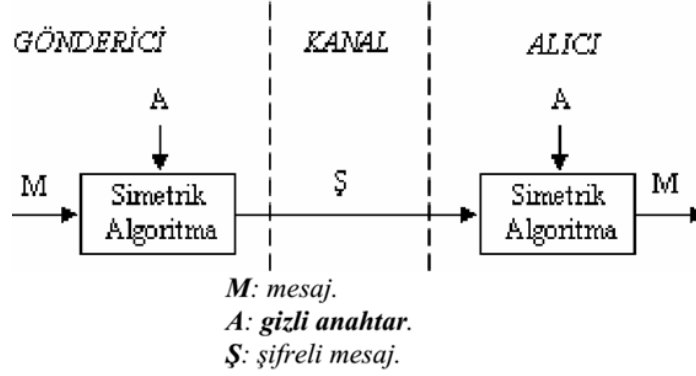 GÖNDERİCİ KANAL ALICI
A A
M Ş M
Simetrik Simetrik
Algoritma Algoritma
M: mesaj.
A: gizli anahtar.
Ş: şifreli mesaj.